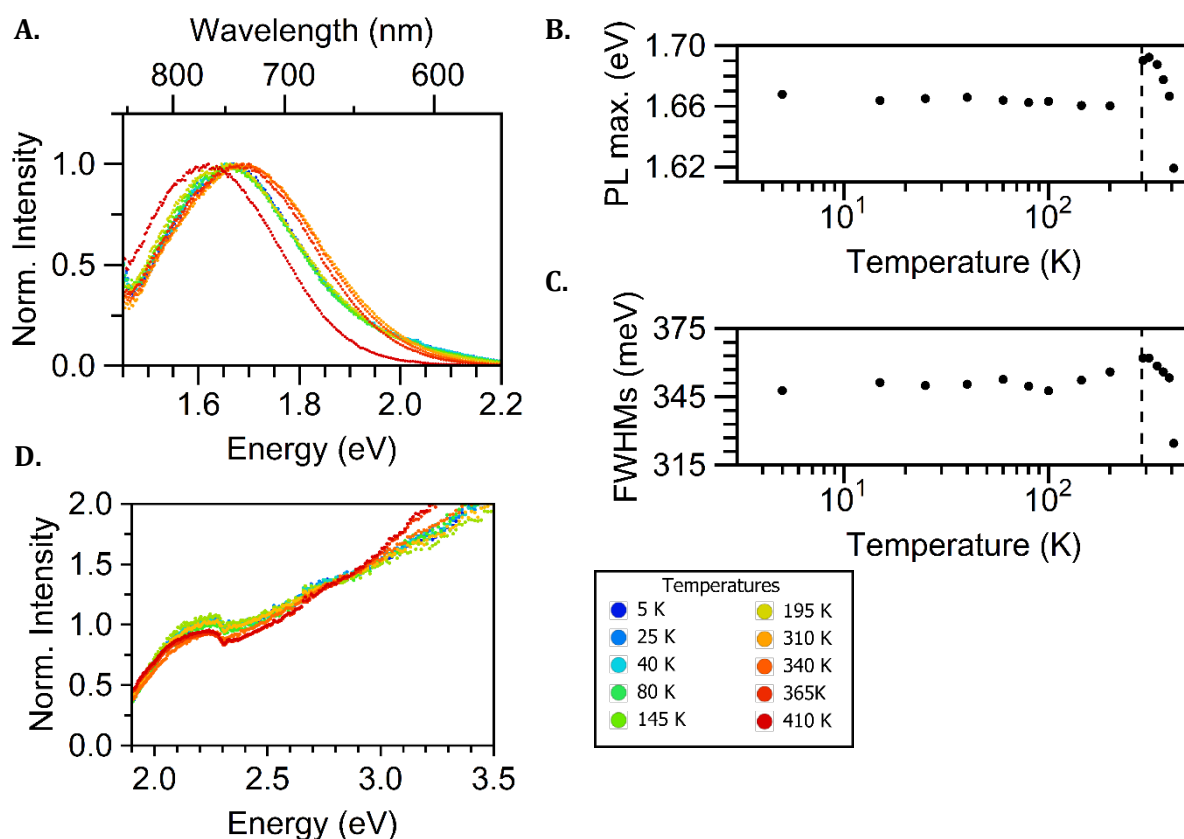 A.
Wavelength (nm)
800 700 600
Norm. Intensity
1.0
0.5
0.0
1.6 1.8 2.0 2.2
Energy (eV)
B.
PL max. (eV)
1.70
1.66
1.62
10¹ 10²
Temperature (K)
C.
FWHMs (meV)
375
345
315
10¹ 10²
Temperature (K)
D.
Norm. Intensity
2.0
1.5
1.0
0.5
0.0
2.0 2.5 3.0 3.5
Energy (eV)
Temperatures
5 K 195 K
25 K 310 K
40 K 340 K
80 K 365K
145 K 410 K